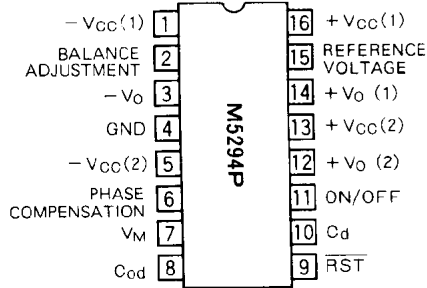 − VCC(1) 1
BALANCE ADJUSTMENT 2
− VO 3
GND 4
− VCC(2) 5
PHASE COMPENSATION 6
VM 7
Cod 8
M5294P
16 + VCC(1)
15 REFERENCE VOLTAGE
14 + VO (1)
13 + VCC(2)
12 + VO (2)
11 ON/OFF
10 Cd
9 R̅S̅T̅